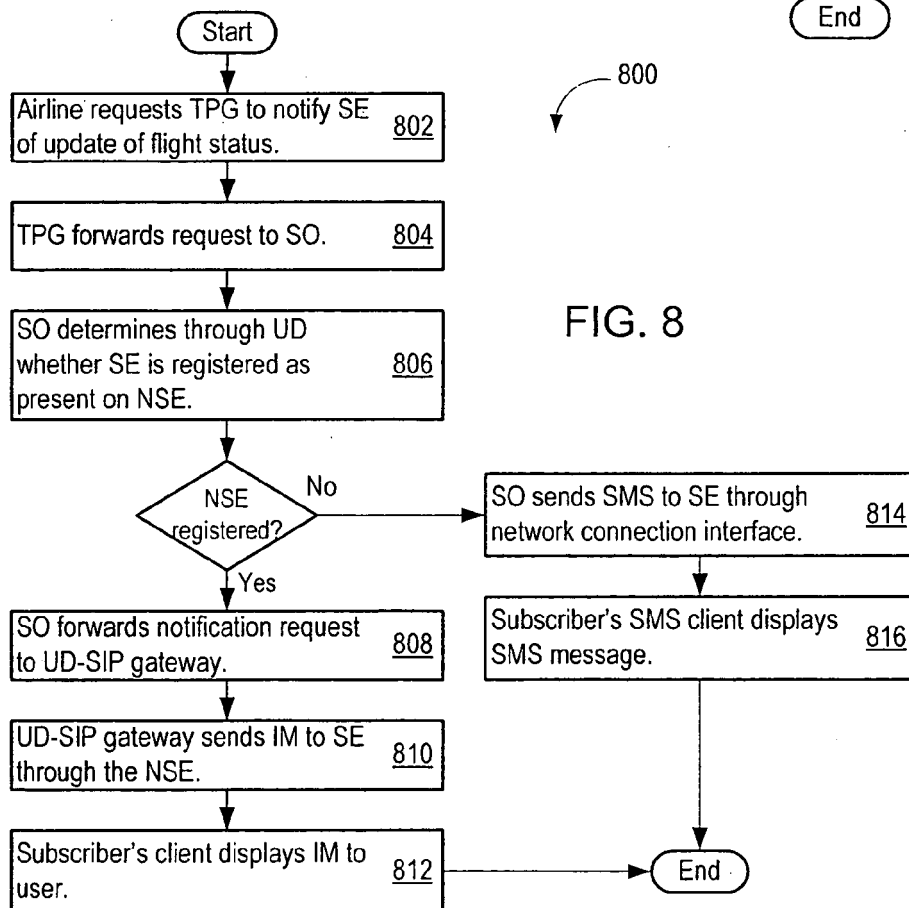 End
Start
800
Airline requests TPG to notify SE
of update of flight status.
802
TPG forwards request to SO.
804
FIG. 8
SO determines through UD
whether SE is registered as
present on NSE.
806
NSE
registered?
No
Yes
SO sends SMS to SE through
network connection interface.
814
SO forwards notification request
to UD-SIP gateway.
808
Subscriber's SMS client displays
SMS message.
816
UD-SIP gateway sends IM to SE
through the NSE.
810
Subscriber's client displays IM to
user.
812
End